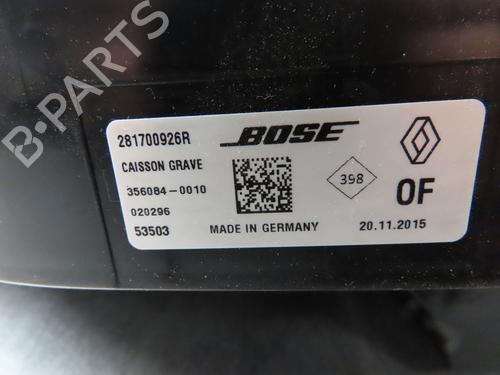 B-PARTS
281700926R
BOSE
CAISSON GRAVE
356084-0010
398
OF
020296
53503
MADE IN GERMANY
20.11.2015